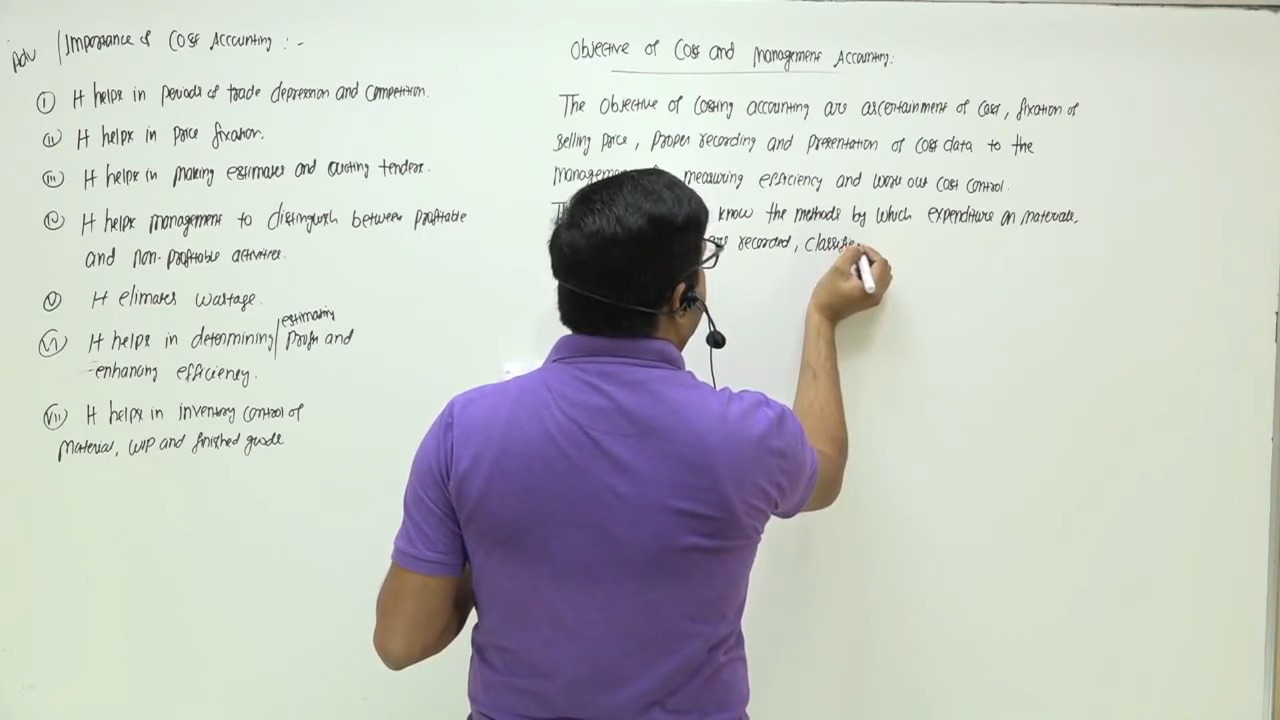 Adv / Importance of Cost Accounting :-
(i) It helps in periods of trade depression and competition.
(ii) It helps in price fixation.
(iii) It helps in making estimates and quoting tenders.
(iv) It helps management to distinguish between profitable
and non-profitable activities.
(v) It elimates wastage.
(vi) It helps in determining / estimating profit and
enhancing efficiency.
(vii) It helps in inventory control of
Material, WIP and finished goods
Objective of Cost and Management Accounting:
The objective of costing accounting are ascertainment of cost, fixation of
selling price, proper recording and presentation of cost data to the
measuring efficiency and work out cost control.
know the methods by which expenditure on materials,
recorded, classifie